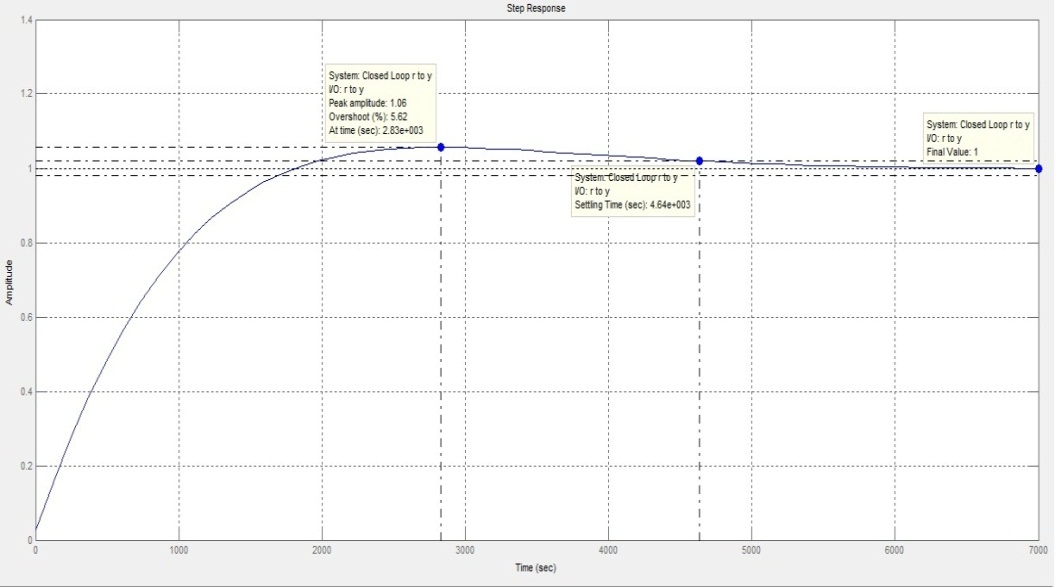 Step Response
1.4
1.2
1
0.8
0.6
0.4
0.2
0
Amplitude
System: Closed Loop r to y
I/O: r to y
Peak amplitude: 1.06
Overshoot (%): 5.62
At time (sec): 2.83e+003
System: Closed Loop r to y
I/O: r to y
Settling Time (sec): 4.64e+003
System: Closed Loop r to y
I/O: r to y
Final Value: 1
0 1000 2000 3000 4000 5000 6000 7000
Time (sec)